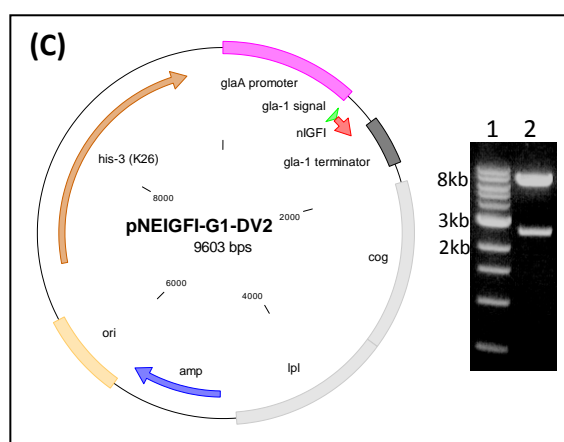 (C)
glaA promoter
gla-1 signal
nIGFI
gla-1 terminator
his-3 (K26)
8000
2000
pNEIGFI-G1-DV2
9603 bps
cog
6000
4000
ori
amp
lpl
1 2
8kb
3kb
2kb